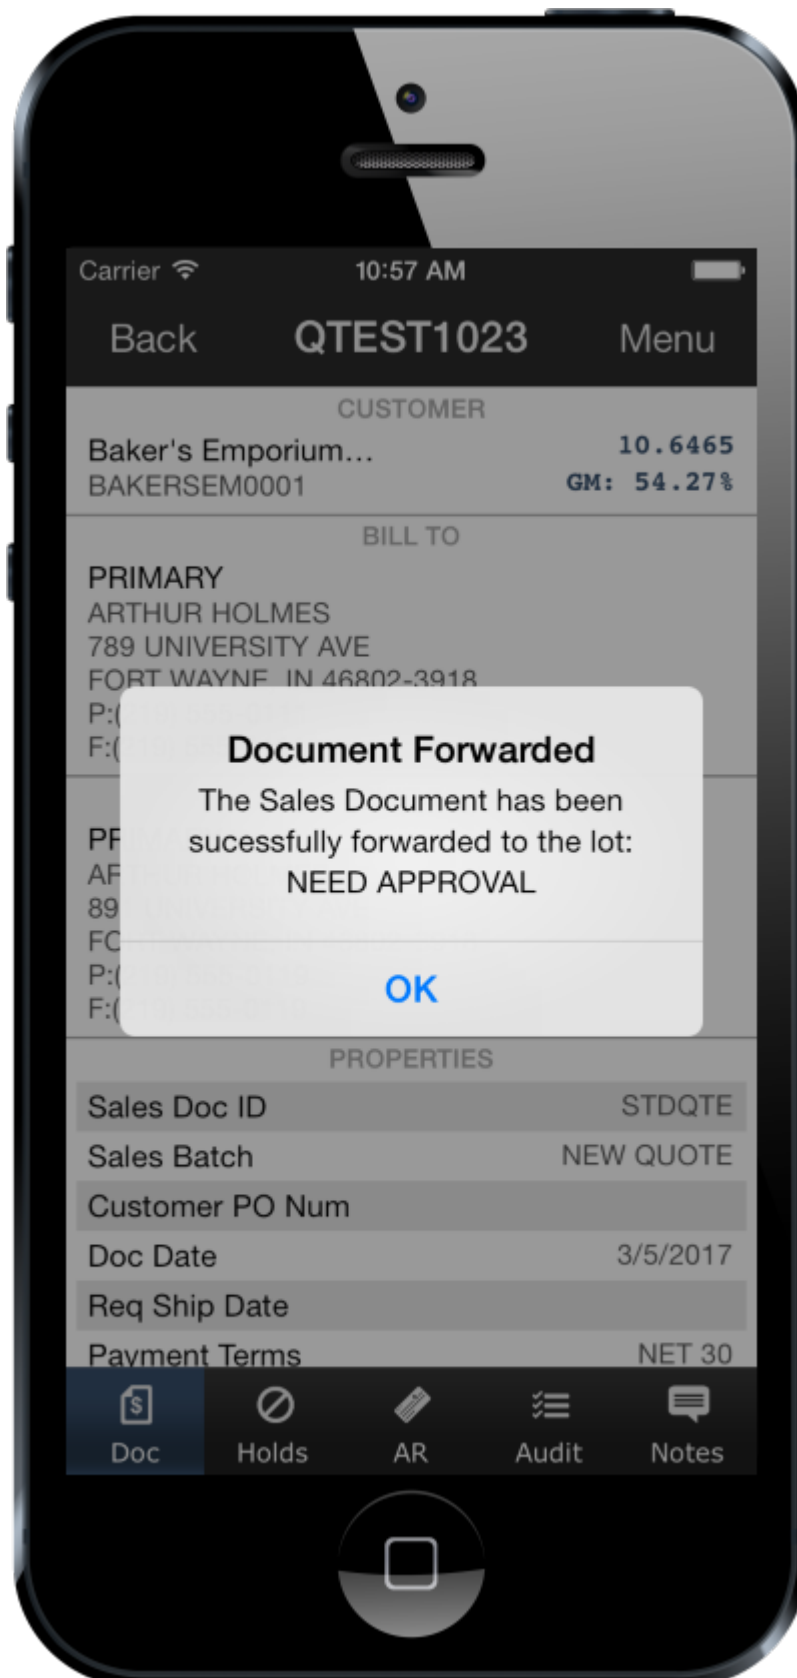 Carrier 10:57 AM
Back QTEST1023 Menu
CUSTOMER
Baker's Emporium... 10.6465
BAKERSEM0001 GM: 54.27%
BILL TO
PRIMARY
ARTHUR HOLMES
789 UNIVERSITY AVE
FORT WAYNE, IN 46802-3918
P:(
F:(
Document Forwarded
The Sales Document has been
sucessfully forwarded to the lot:
NEED APPROVAL
OK
PROPERTIES
Sales Doc ID STDQTE
Sales Batch NEW QUOTE
Customer PO Num
Doc Date 3/5/2017
Req Ship Date
Payment Terms NET 30
Doc Holds AR Audit Notes